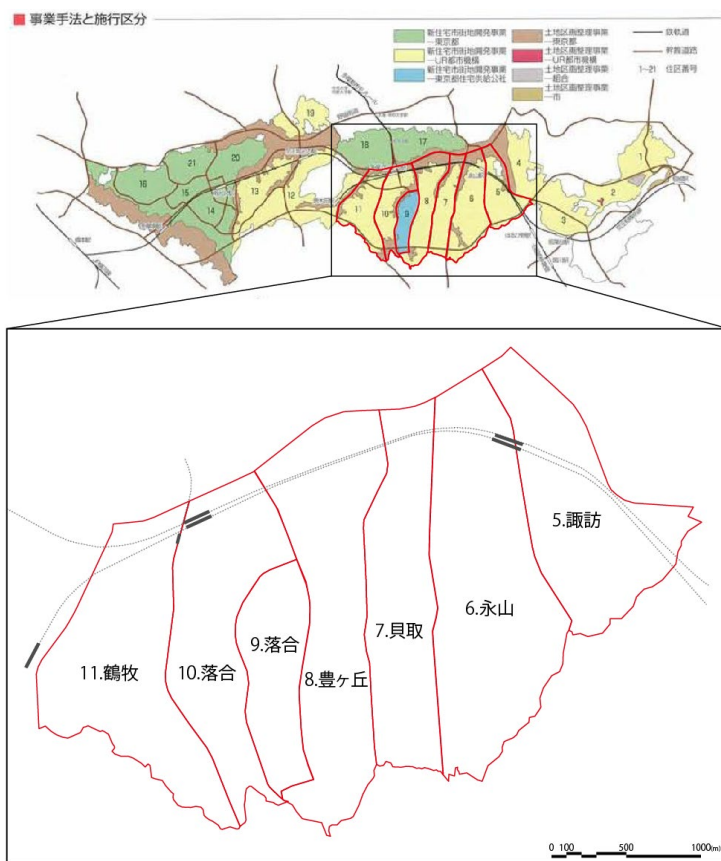 事業手法と施行区分
新住宅市街地開発事業
―東京都
新住宅市街地開発事業
―UR都市機構
新住宅市街地開発事業
―東京都住宅供給公社
土地区画整理事業
―東京都
土地区画整理事業
―UR都市機構
土地区画整理事業
―組合
土地区画整理事業
―市
鉄軌道
幹線道路
1~21 住区番号
19
18
17
21
20
16
15
14
13
12
11
10
9
8
7
6
5
4
3
2
1
5.諏訪
6.永山
7.貝取
8.豊ヶ丘
9.落合
10.落合
11.鶴牧
0 100 500 1000(m)